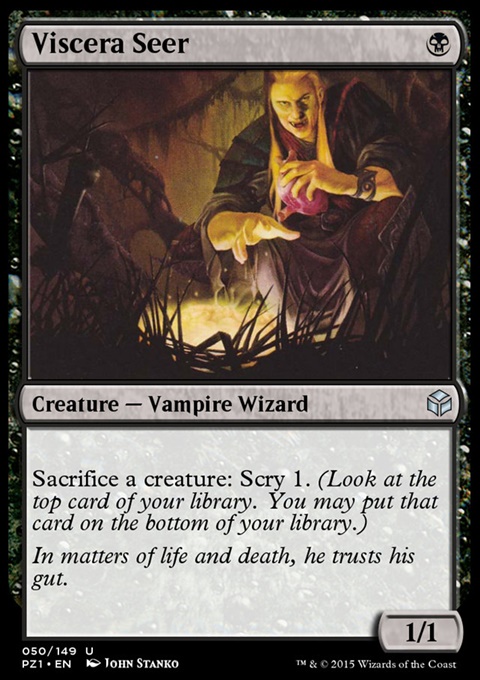 Viscera Seer
Creature — Vampire Wizard
Sacrifice a creature: Scry 1. (Look at the
top card of your library. You may put that
card on the bottom of your library.)
In matters of life and death, he trusts his
gut.
1/1
050/149 U
PZ1 • EN JOHN STANKO
™ & © 2015 Wizards of the Coast